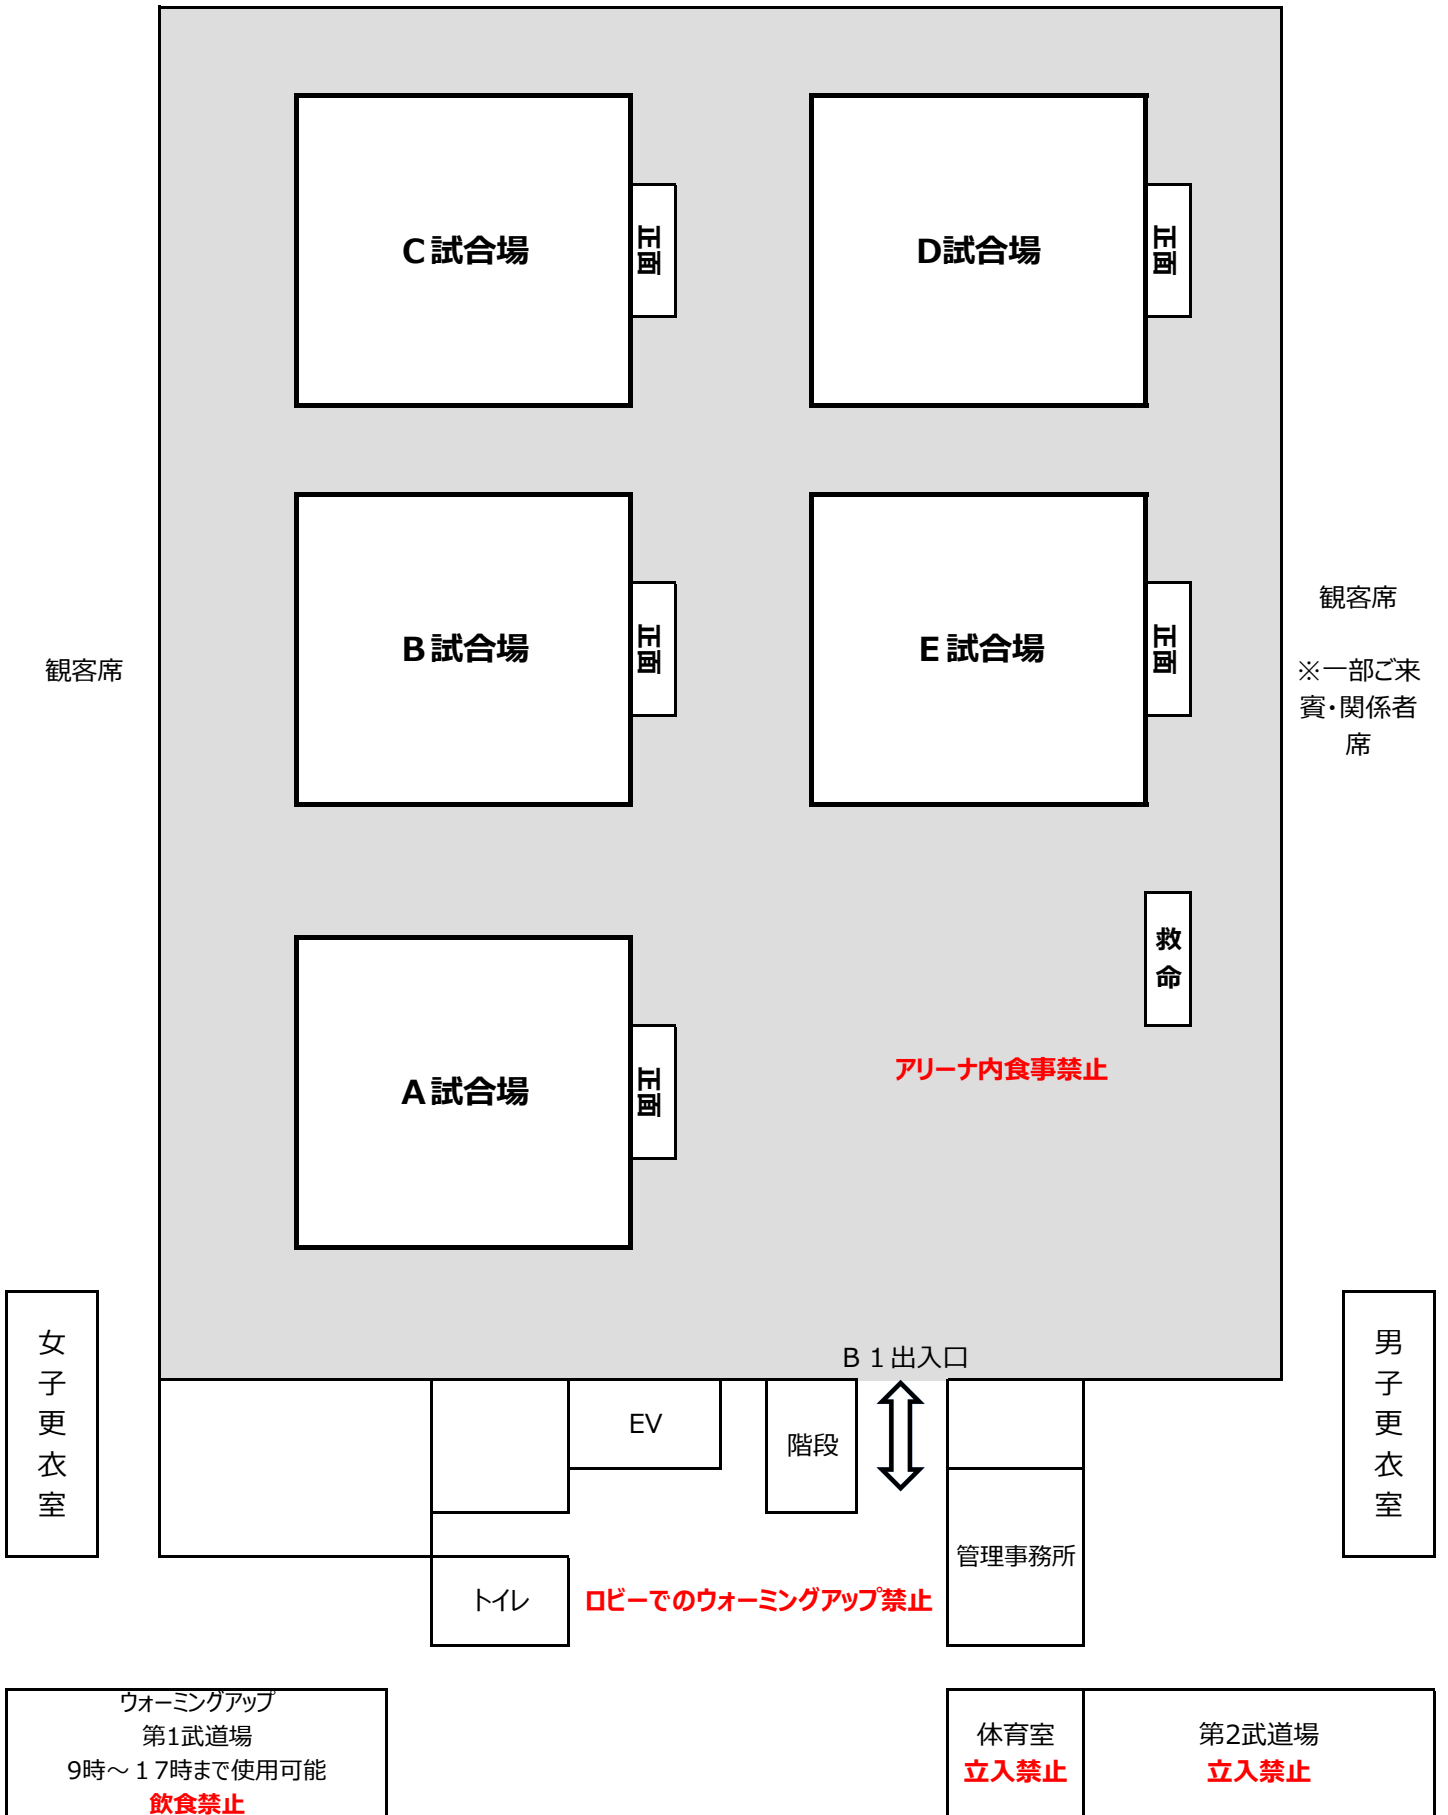 C試合場
正面
D試合場
正面
観客席
B試合場
正面
E試合場
正面
観客席
※一部ご来
賓・関係者
席
救
命
アリーナ内食事禁止
A試合場
正面
女
子
更
衣
室
男
子
更
衣
室
B１出入口
EV
階段
管理事務所
トイレ
ロビーでのウォーミングアップ禁止
ウォーミングアップ
第1武道場
9時～１7時まで使用可能
飲食禁止
体育室
立入禁止
第2武道場
立入禁止